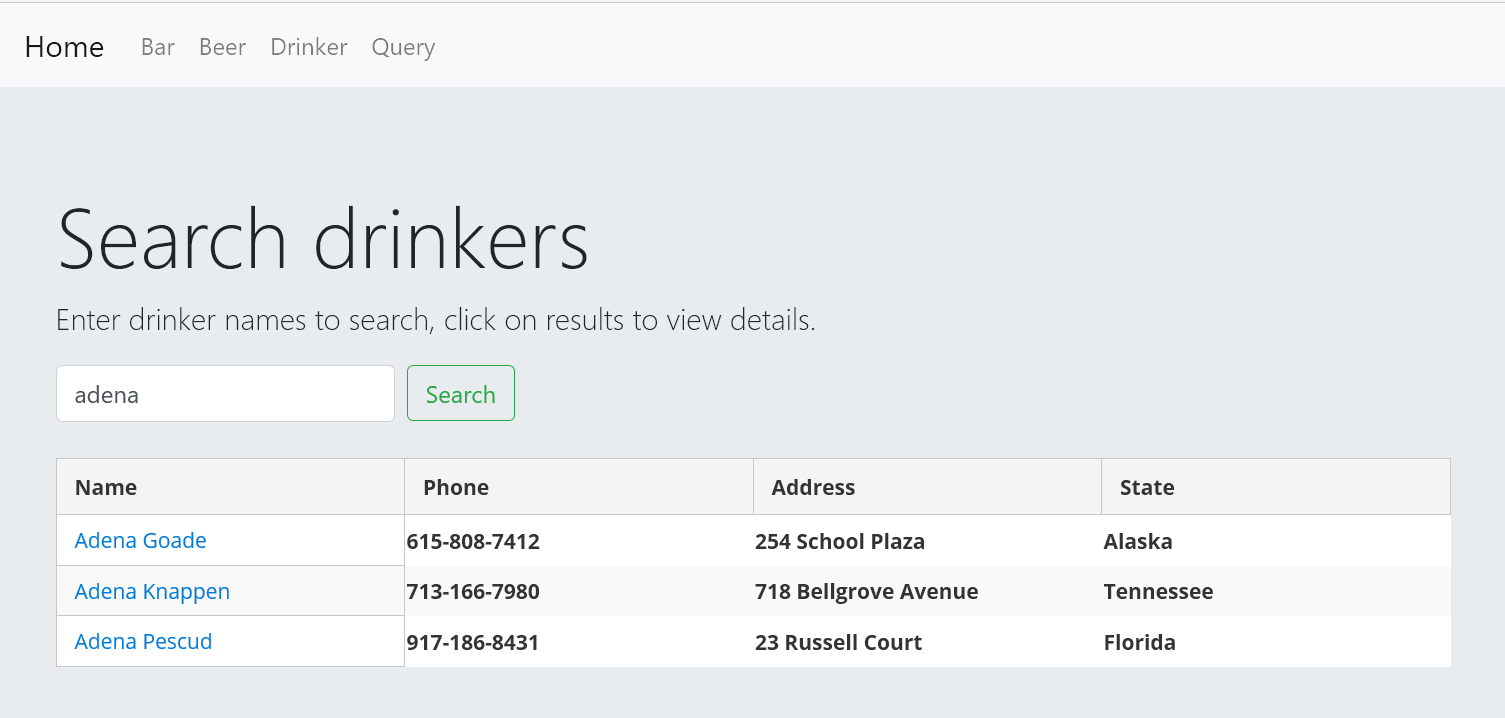 Home Bar Beer Drinker Query
Search drinkers
Enter drinker names to search, click on results to view details.
adena Search
Name Phone Address State
Adena Goade 615-808-7412 254 School Plaza Alaska
Adena Knappen 713-166-7980 718 Bellgrove Avenue Tennessee
Adena Pescud 917-186-8431 23 Russell Court Florida